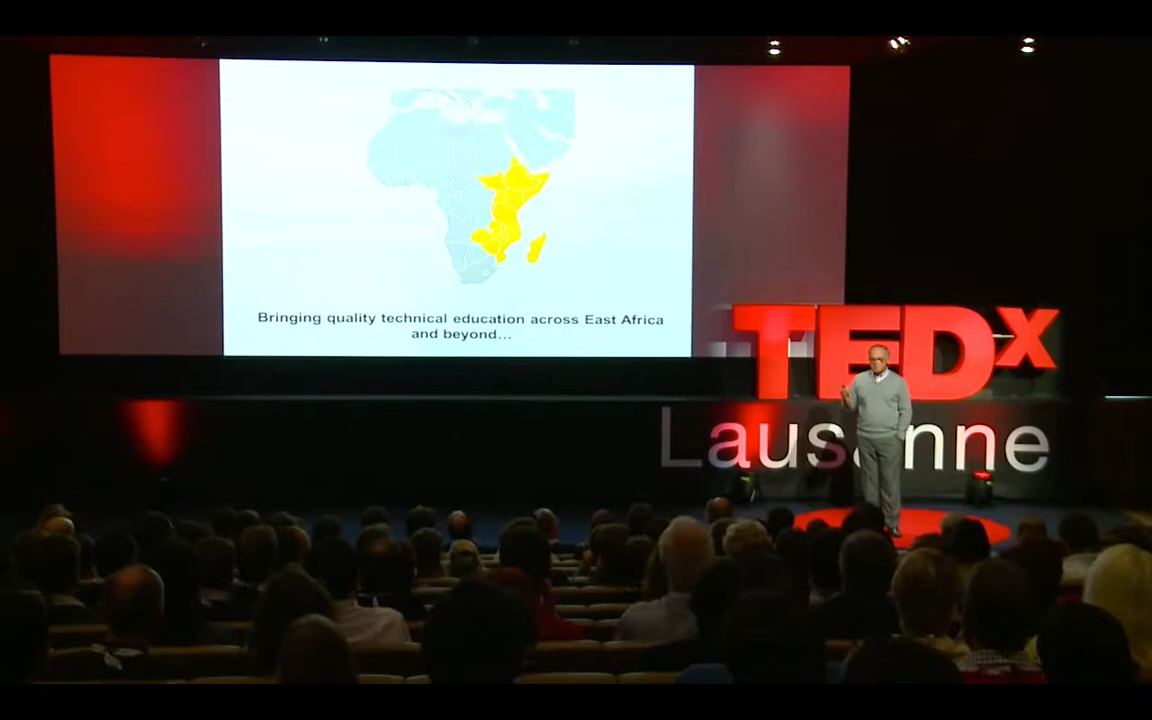 Bringing quality technical education across East Africa
and beyond...
TEDx
Lausanne